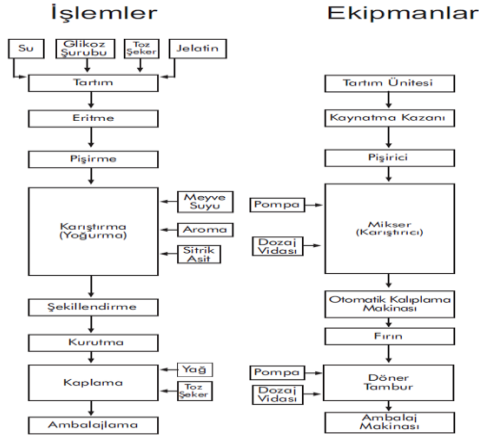 İşlemler
Ekipmanlar
Su
Glikoz
Şurubu
Toz
Şeker
Jelatin
Tartım
Eritme
Pişirme
Karıştırma
(Yoğurma)
Meyve
Suyu
Aroma
Sitrik
Asit
Şekillendirme
Kurutma
Kaplama
Yağ
Toz
Şeker
Ambalajlama
Tartım Ünitesi
Kaynatma Kazanı
Pişirici
Pompa
Dozaj
Vidası
Mikser
(Karıştırıcı)
Otomatik Kalıplama
Makinası
Fırın
Pompa
Dozaj
Vidası
Döner
Tambur
Ambalaj
Makinası